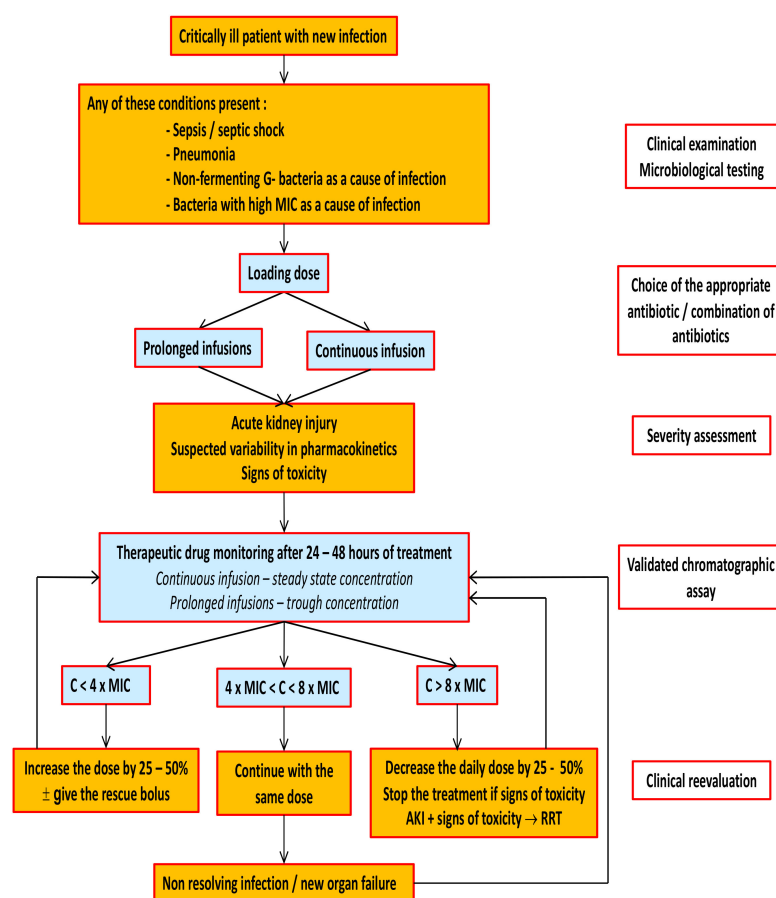 Critically ill patient with new infection
Any of these conditions present :
- Sepsis / septic shock
- Pneumonia
- Non-fermenting G- bacteria as a cause of infection
- Bacteria with high MIC as a cause of infection
Clinical examination
Microbiological testing
Loading dose
Choice of the appropriate
antibiotic / combination of
antibiotics
Prolonged infusions
Continuous infusion
Acute kidney injury
Suspected variability in pharmacokinetics
Signs of toxicity
Severity assessment
Therapeutic drug monitoring after 24 – 48 hours of treatment
Continuous infusion – steady state concentration
Prolonged infusions – trough concentration
Validated chromatographic
assay
C < 4 x MIC
4 x MIC < C < 8 x MIC
C > 8 x MIC
Increase the dose by 25 – 50%
± give the rescue bolus
Continue with the
same dose
Decrease the daily dose by 25 - 50%
Stop the treatment if signs of toxicity
AKI + signs of toxicity → RRT
Clinical reevaluation
Non resolving infection / new organ failure